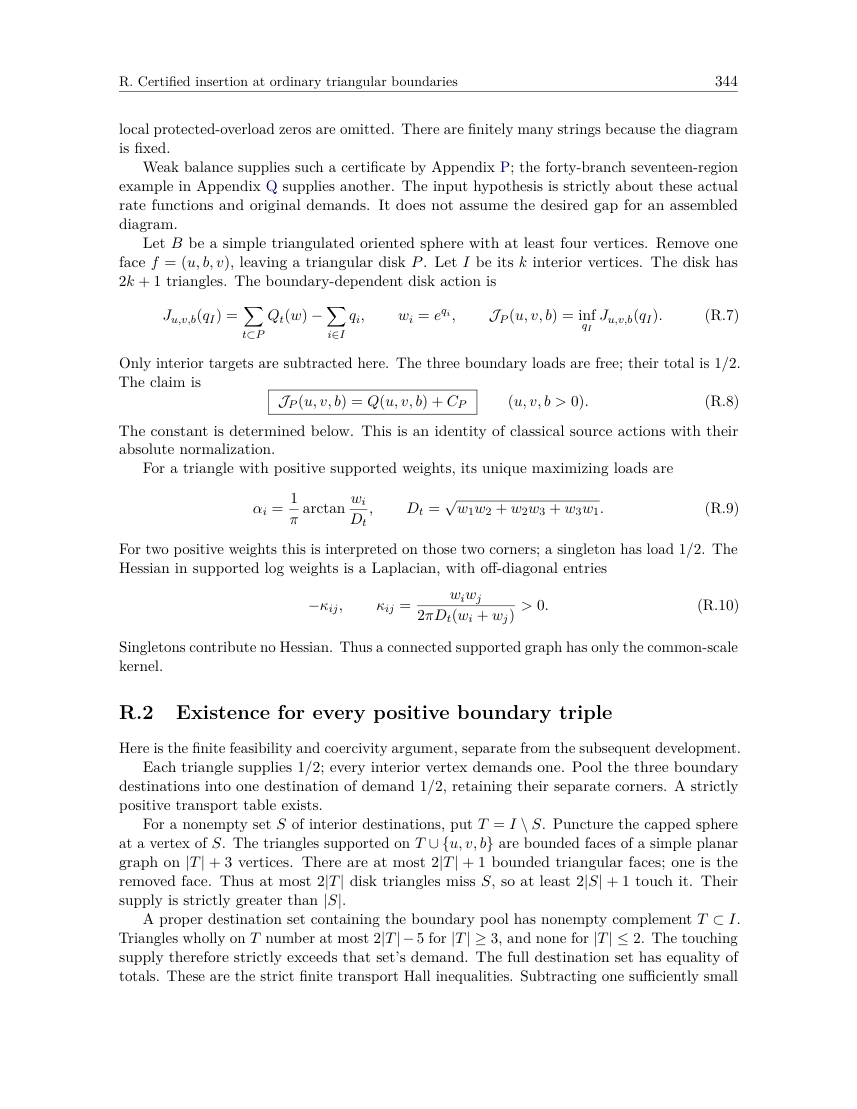 R. Certified insertion at ordinary triangular boundaries 344
local protected-overload zeros are omitted. There are finitely many strings because the diagram
is fixed.
Weak balance supplies such a certificate by Appendix P; the forty-branch seventeen-region
example in Appendix Q supplies another. The input hypothesis is strictly about these actual
rate functions and original demands. It does not assume the desired gap for an assembled
diagram.
Let B be a simple triangulated oriented sphere with at least four vertices. Remove one
face f = (u, b, v), leaving a triangular disk P. Let I be its k interior vertices. The disk has
2k + 1 triangles. The boundary-dependent disk action is
J_{u,v,b}(q_I) = ∑_{t⊂P} Q_t(w) − ∑_{i∈I} q_i, w_i = e^{q_i}, 𝒥_P(u, v, b) = inf_{q_I} J_{u,v,b}(q_I). (R.7)
Only interior targets are subtracted here. The three boundary loads are free; their total is 1/2.
The claim is
𝒥_P(u, v, b) = Q(u, v, b) + C_P (u, v, b > 0). (R.8)
The constant is determined below. This is an identity of classical source actions with their
absolute normalization.
For a triangle with positive supported weights, its unique maximizing loads are
α_i = \frac{1}{π} arctan \frac{w_i}{D_t}, D_t = \sqrt{w_1w_2 + w_2w_3 + w_3w_1}. (R.9)
For two positive weights this is interpreted on those two corners; a singleton has load 1/2. The
Hessian in supported log weights is a Laplacian, with off-diagonal entries
−κ_{ij}, κ_{ij} = \frac{w_iw_j}{2πD_t(w_i + w_j)} > 0. (R.10)
Singletons contribute no Hessian. Thus a connected supported graph has only the common-scale
kernel.
R.2 Existence for every positive boundary triple
Here is the finite feasibility and coercivity argument, separate from the subsequent development.
Each triangle supplies 1/2; every interior vertex demands one. Pool the three boundary
destinations into one destination of demand 1/2, retaining their separate corners. A strictly
positive transport table exists.
For a nonempty set S of interior destinations, put T = I \ S. Puncture the capped sphere
at a vertex of S. The triangles supported on T ∪ {u, v, b} are bounded faces of a simple planar
graph on |T| + 3 vertices. There are at most 2|T| + 1 bounded triangular faces; one is the
removed face. Thus at most 2|T| disk triangles miss S, so at least 2|S| + 1 touch it. Their
supply is strictly greater than |S|.
A proper destination set containing the boundary pool has nonempty complement T ⊂ I.
Triangles wholly on T number at most 2|T| − 5 for |T| ≥ 3, and none for |T| ≤ 2. The touching
supply therefore strictly exceeds that set's demand. The full destination set has equality of
totals. These are the strict finite transport Hall inequalities. Subtracting one sufficiently small